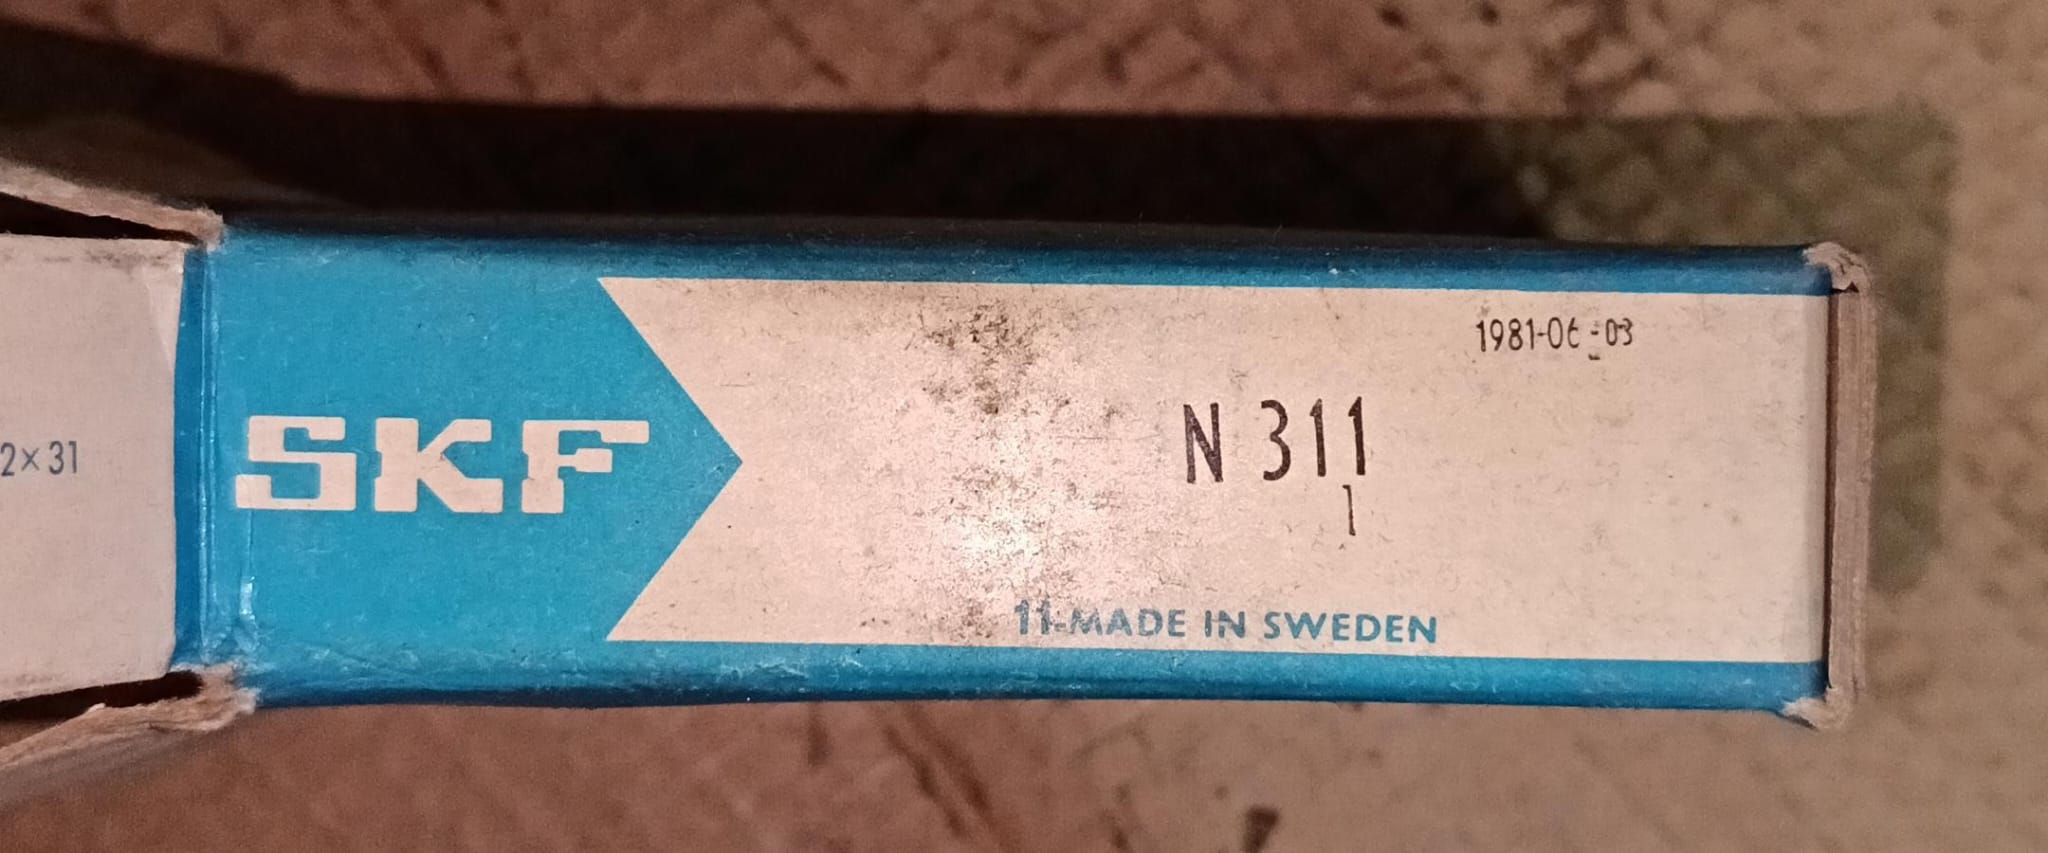 2×31
SKF
1981-06-03
N 311
1
11-MADE IN SWEDEN